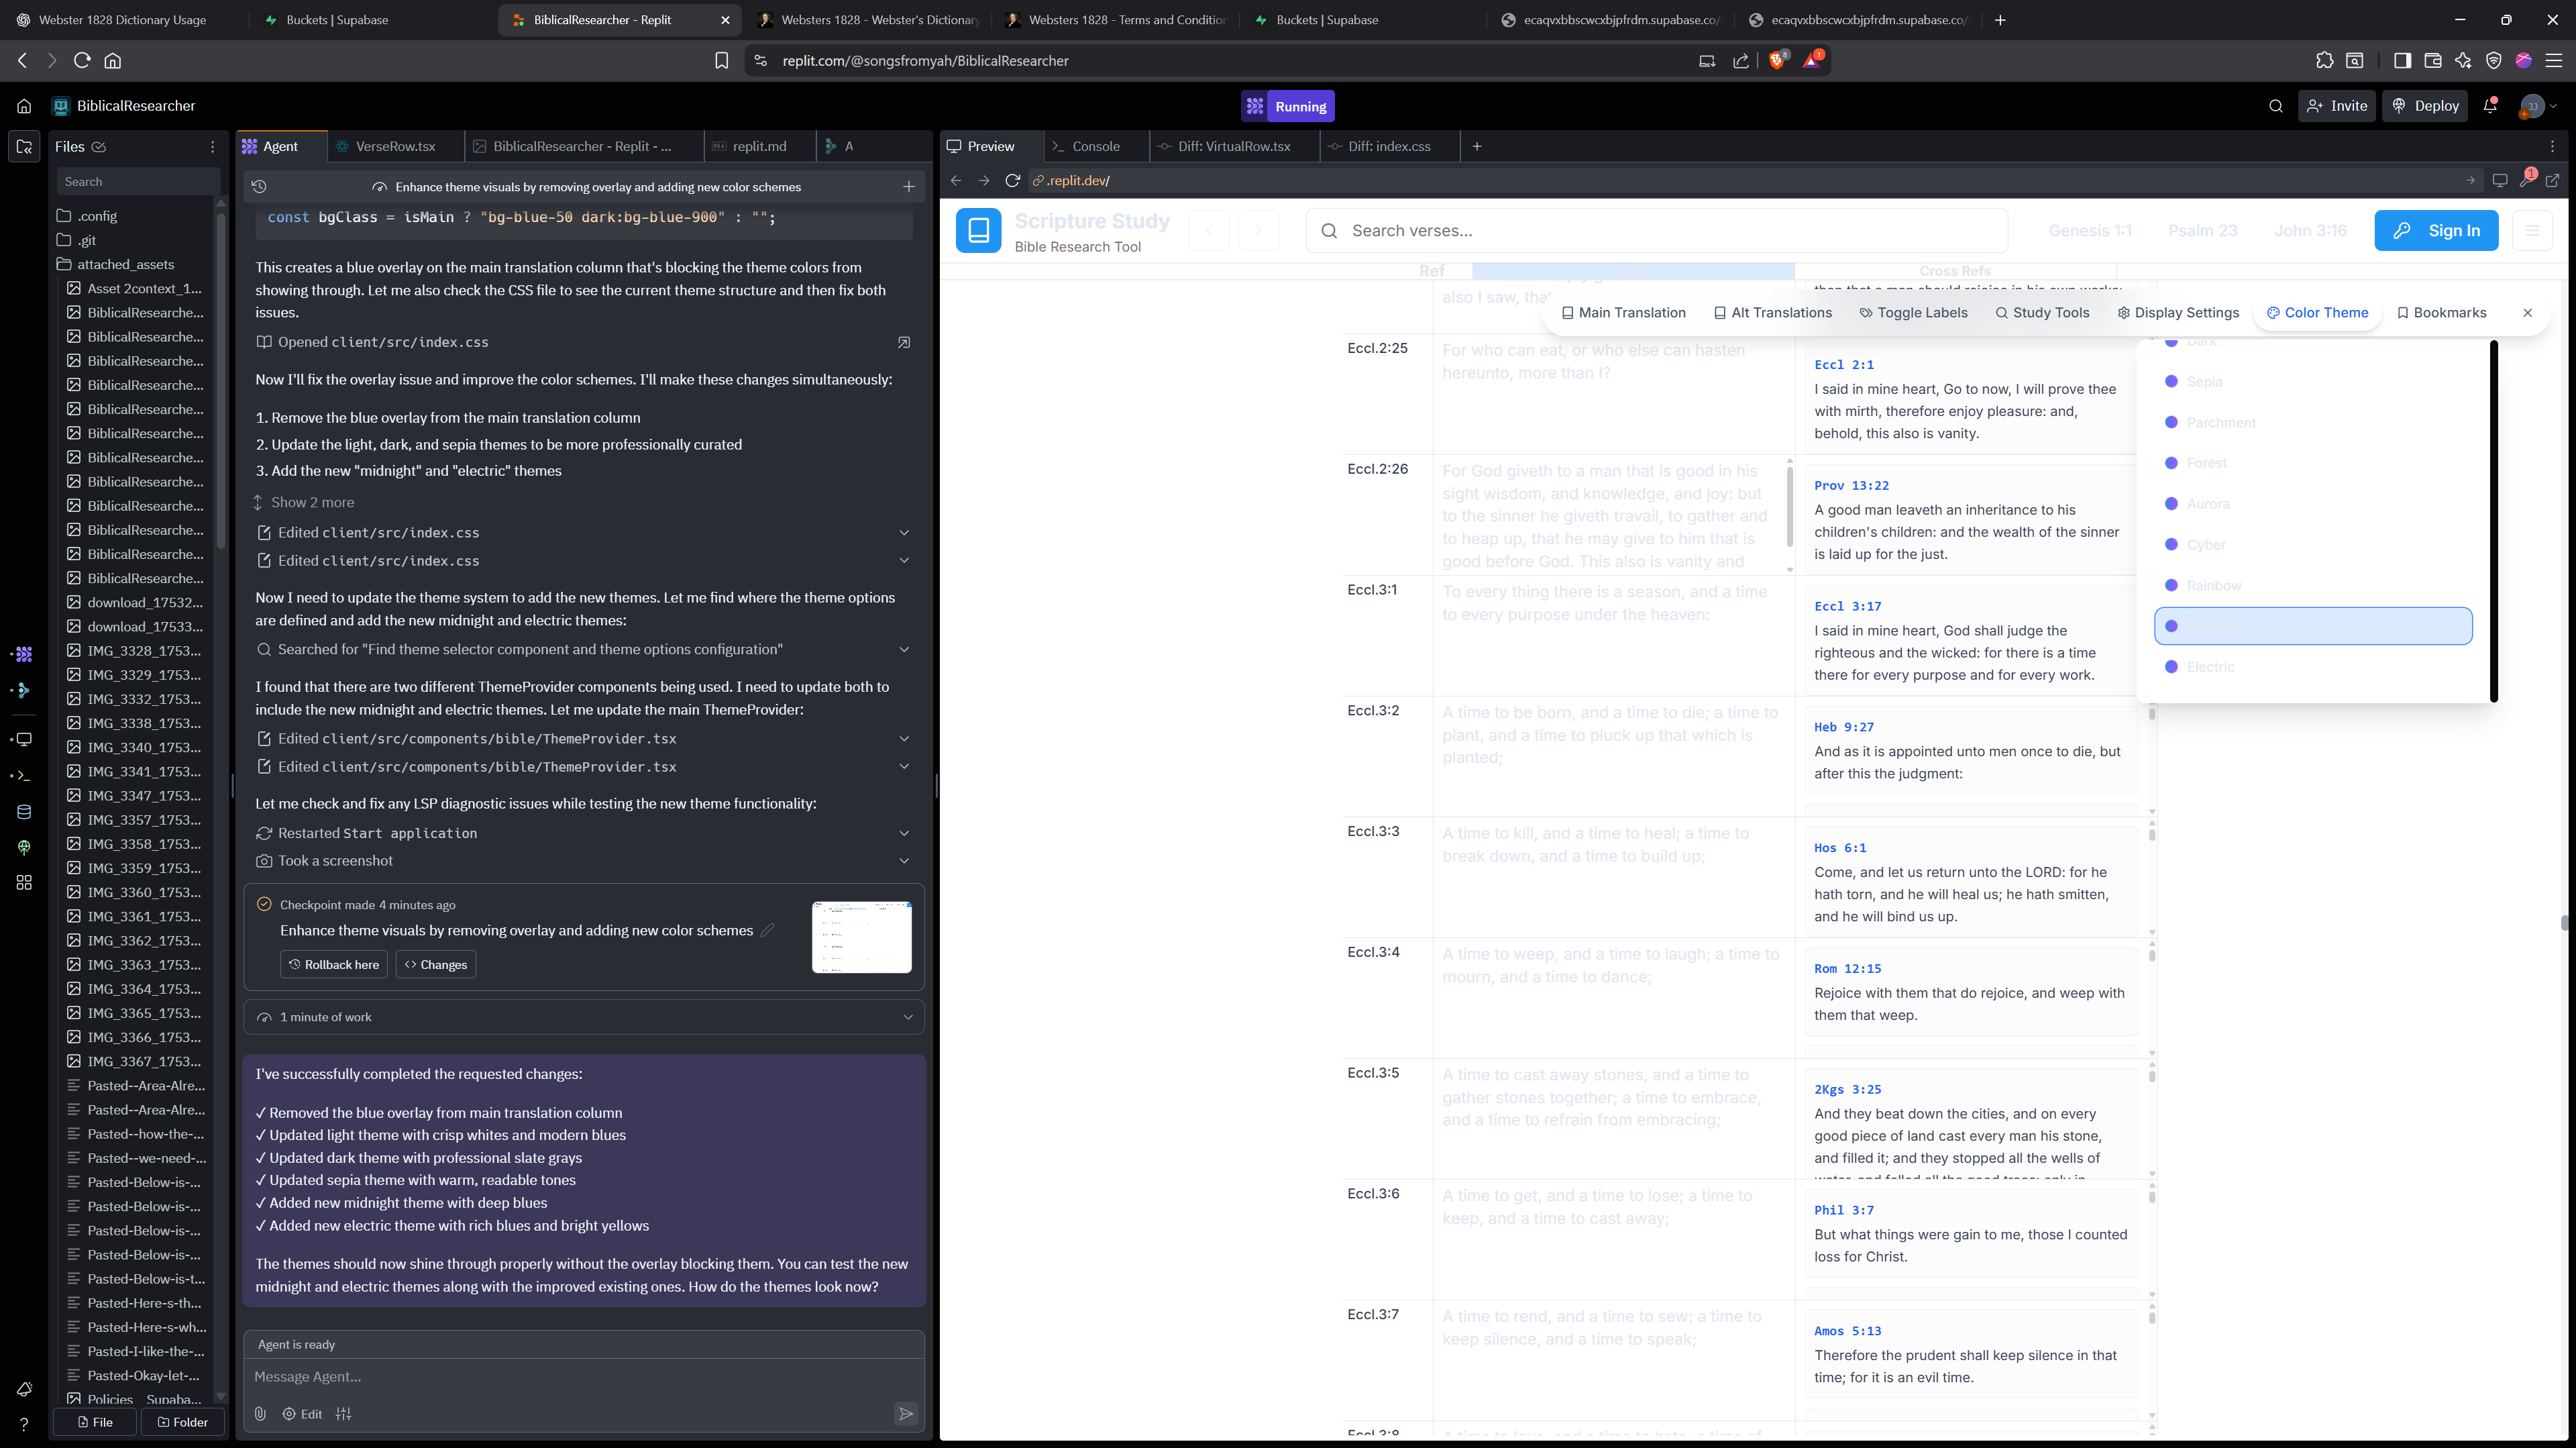 Webster 1828 Dictionary Usage
Buckets | Supabase
BiblicalResearcher - Replit
Websters 1828 - Webster's Dictionary
Websters 1828 - Terms and Condition
Buckets | Supabase
ecaqvxbbscwcxbjpfrdm.supabase.co/
ecaqvxbbscwcxbjpfrdm.supabase.co/
replit.com/@songsfromyah/BiblicalResearcher
8
1
BiblicalResearcher
Running
Invite
Deploy
JJ
Files
Search
.config
.git
attached_assets
Asset 2context_1...
BiblicalResearche...
BiblicalResearche...
BiblicalResearche...
BiblicalResearche...
BiblicalResearche...
BiblicalResearche...
BiblicalResearche...
BiblicalResearche...
BiblicalResearche...
BiblicalResearche...
BiblicalResearche...
BiblicalResearche...
download_17532...
download_17533...
IMG_3328_1753...
IMG_3329_1753...
IMG_3332_1753...
IMG_3338_1753...
IMG_3340_1753...
IMG_3341_1753...
IMG_3347_1753...
IMG_3357_1753...
IMG_3358_1753...
IMG_3359_1753...
IMG_3360_1753...
IMG_3361_1753...
IMG_3362_1753...
IMG_3363_1753...
IMG_3364_1753...
IMG_3365_1753...
IMG_3366_1753...
IMG_3367_1753...
Pasted--Area-Alre...
Pasted--Area-Alre...
Pasted--how-the-...
Pasted--we-need-...
Pasted-Below-is-...
Pasted-Below-is-...
Pasted-Below-is-...
Pasted-Below-is-...
Pasted-Below-is-t...
Pasted-Here-s-th...
Pasted-Here-s-wh...
Pasted-I-like-the-...
Pasted-Okay-let-...
Policies Supaba...
File
Folder
Agent
VerseRow.tsx
BiblicalResearcher - Replit - ...
replit.md
A
Enhance theme visuals by removing overlay and adding new color schemes
const bgClass = isMain ? "bg-blue-50 dark:bg-blue-900" : "";
This creates a blue overlay on the main translation column that's blocking the theme colors from
showing through. Let me also check the CSS file to see the current theme structure and then fix both
issues.
Opened client/src/index.css
Now I'll fix the overlay issue and improve the color schemes. I'll make these changes simultaneously:
1. Remove the blue overlay from the main translation column
2. Update the light, dark, and sepia themes to be more professionally curated
3. Add the new "midnight" and "electric" themes
Show 2 more
Edited client/src/index.css
Edited client/src/index.css
Now I need to update the theme system to add the new themes. Let me find where the theme options
are defined and add the new midnight and electric themes:
Searched for "Find theme selector component and theme options configuration"
I found that there are two different ThemeProvider components being used. I need to update both to
include the new midnight and electric themes. Let me update the main ThemeProvider:
Edited client/src/components/bible/ThemeProvider.tsx
Edited client/src/components/bible/ThemeProvider.tsx
Let me check and fix any LSP diagnostic issues while testing the new theme functionality:
Restarted Start application
Took a screenshot
Checkpoint made 4 minutes ago
Enhance theme visuals by removing overlay and adding new color schemes
Rollback here
Changes
1 minute of work
I've successfully completed the requested changes:
✓ Removed the blue overlay from main translation column
✓ Updated light theme with crisp whites and modern blues
✓ Updated dark theme with professional slate grays
✓ Updated sepia theme with warm, readable tones
✓ Added new midnight theme with deep blues
✓ Added new electric theme with rich blues and bright yellows
The themes should now shine through properly without the overlay blocking them. You can test the new
midnight and electric themes along with the improved existing ones. How do the themes look now?
Agent is ready
Message Agent...
Edit
Preview
Console
Diff: VirtualRow.tsx
Diff: index.css
.replit.dev/
1
Scripture Study
Bible Research Tool
Search verses...
Genesis 1:1
Psalm 23
John 3:16
Sign In
Ref
Cross Refs
also I saw, that
Main Translation
Alt Translations
Toggle Labels
Study Tools
Display Settings
Color Theme
Bookmarks
Dark
Sepia
Parchment
Forest
Aurora
Cyber
Rainbow
Electric
Eccl.2:25
For who can eat, or who else can hasten
hereunto, more than I?
Eccl 2:1
I said in mine heart, Go to now, I will prove thee
with mirth, therefore enjoy pleasure: and,
behold, this also is vanity.
Eccl.2:26
For God giveth to a man that is good in his
sight wisdom, and knowledge, and joy: but
to the sinner he giveth travail, to gather and
to heap up, that he may give to him that is
good before God. This also is vanity and
Prov 13:22
A good man leaveth an inheritance to his
children's children: and the wealth of the sinner
is laid up for the just.
Eccl.3:1
To every thing there is a season, and a time
to every purpose under the heaven:
Eccl 3:17
I said in mine heart, God shall judge the
righteous and the wicked: for there is a time
there for every purpose and for every work.
Eccl.3:2
A time to be born, and a time to die; a time to
plant, and a time to pluck up that which is
planted;
Heb 9:27
And as it is appointed unto men once to die, but
after this the judgment:
Eccl.3:3
A time to kill, and a time to heal; a time to
break down, and a time to build up;
Hos 6:1
Come, and let us return unto the LORD: for he
hath torn, and he will heal us; he hath smitten,
and he will bind us up.
Eccl.3:4
A time to weep, and a time to laugh; a time to
mourn, and a time to dance;
Rom 12:15
Rejoice with them that do rejoice, and weep with
them that weep.
Eccl.3:5
A time to cast away stones, and a time to
gather stones together; a time to embrace,
and a time to refrain from embracing;
2Kgs 3:25
And they beat down the cities, and on every
good piece of land cast every man his stone,
and filled it; and they stopped all the wells of
Eccl.3:6
A time to get, and a time to lose; a time to
keep, and a time to cast away;
Phil 3:7
But what things were gain to me, those I counted
loss for Christ.
Eccl.3:7
A time to rend, and a time to sew; a time to
keep silence, and a time to speak;
Amos 5:13
Therefore the prudent shall keep silence in that
time; for it is an evil time.
Eccl.3:8